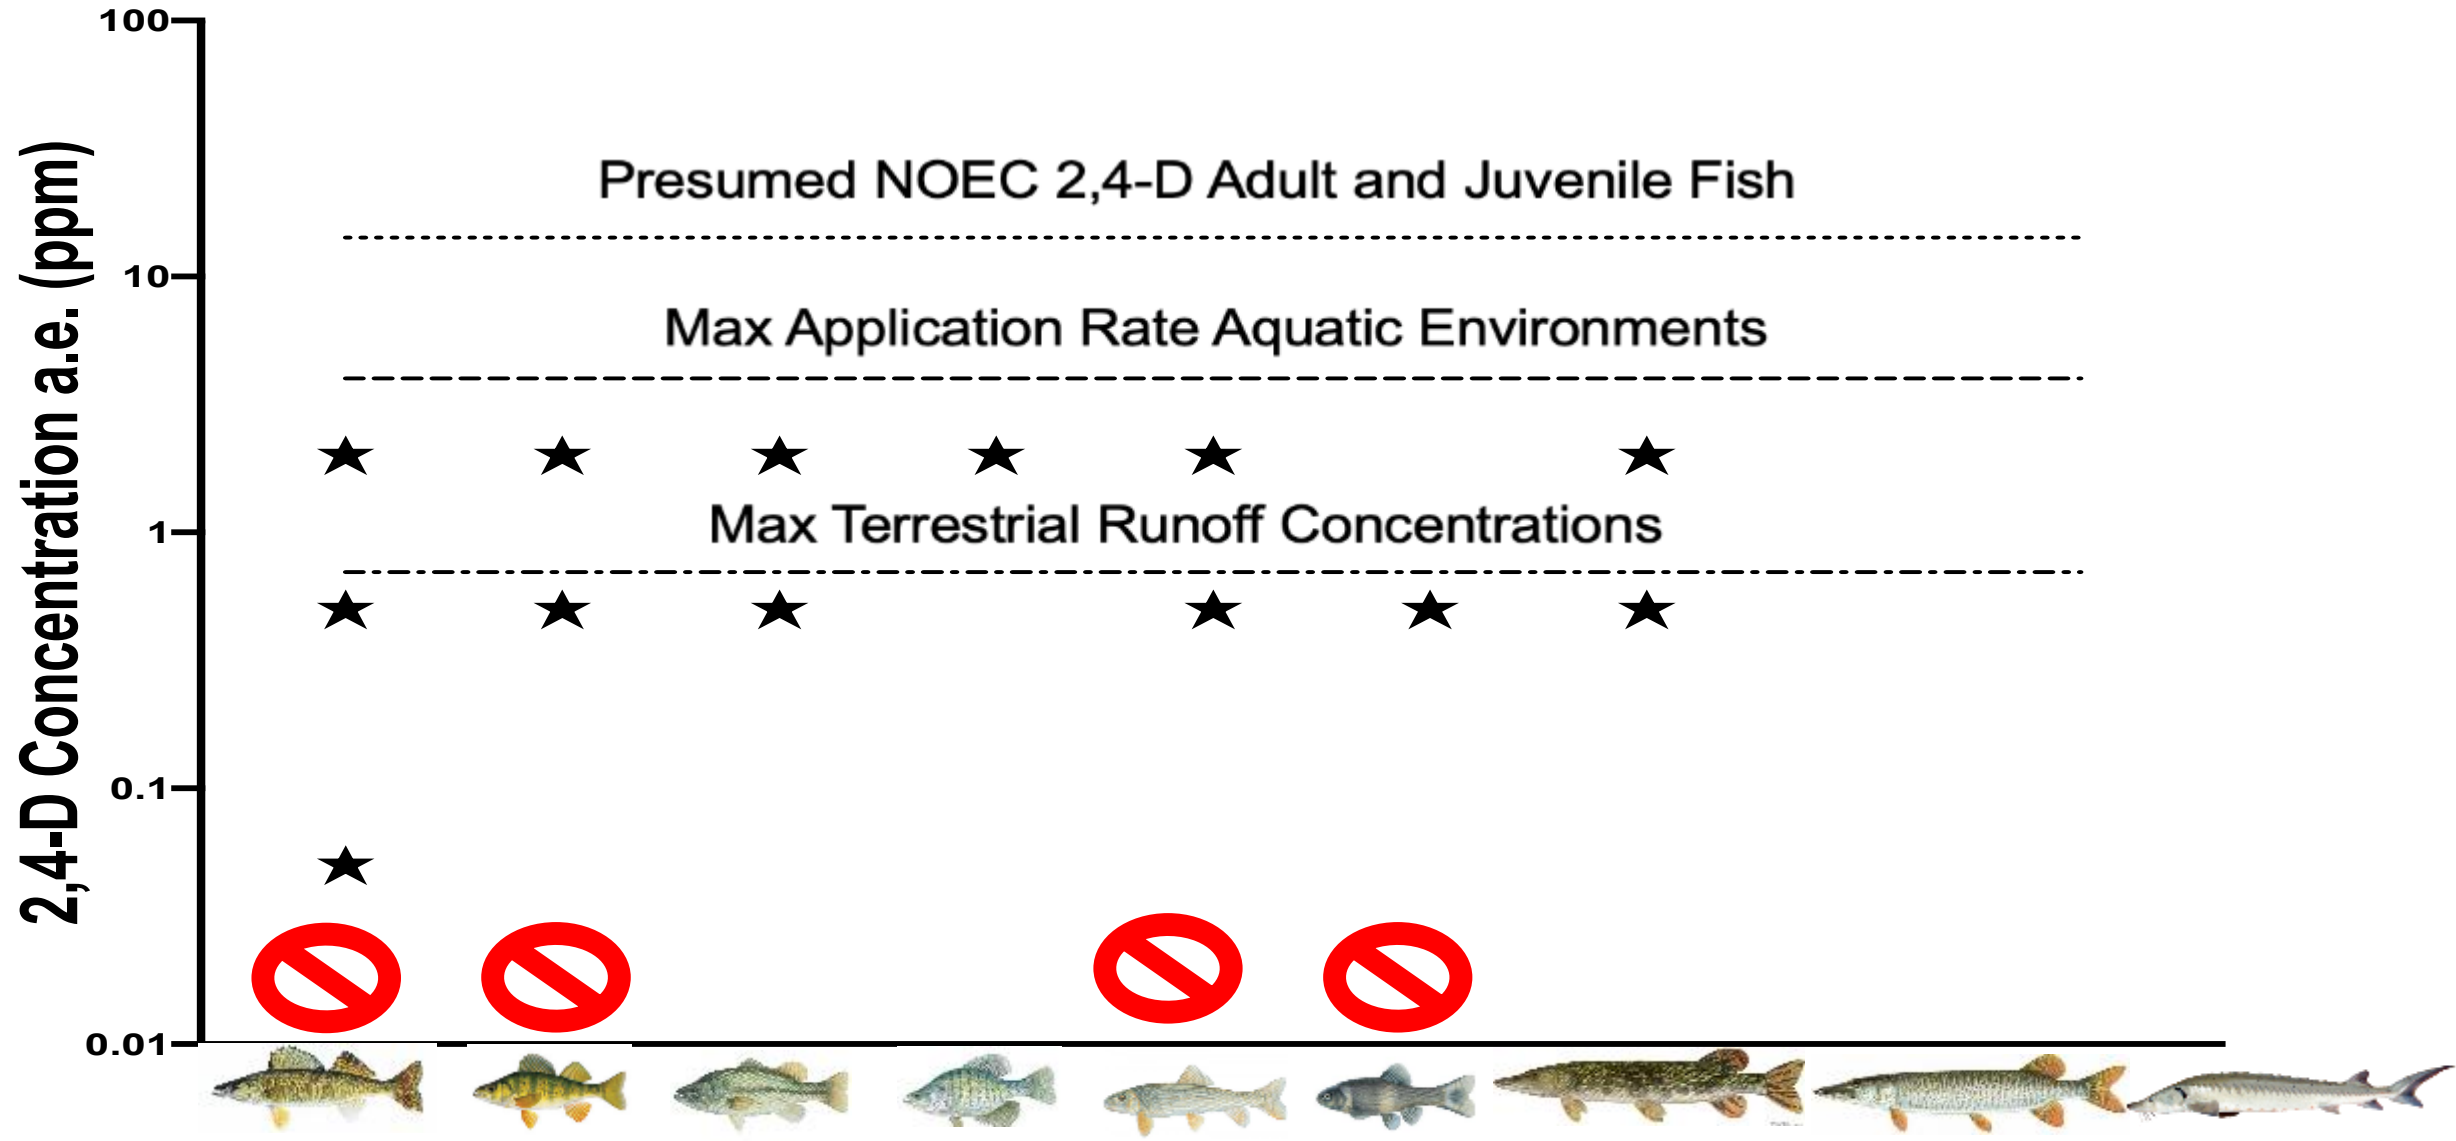 100
Presumed NOEC 2,4-D Adult and Juvenile Fish
10
Max Application Rate Aquatic Environments
Max Terrestrial Runoff Concentrations
1
0.1
0.01
2,4-D Concentration a.e. (ppm)